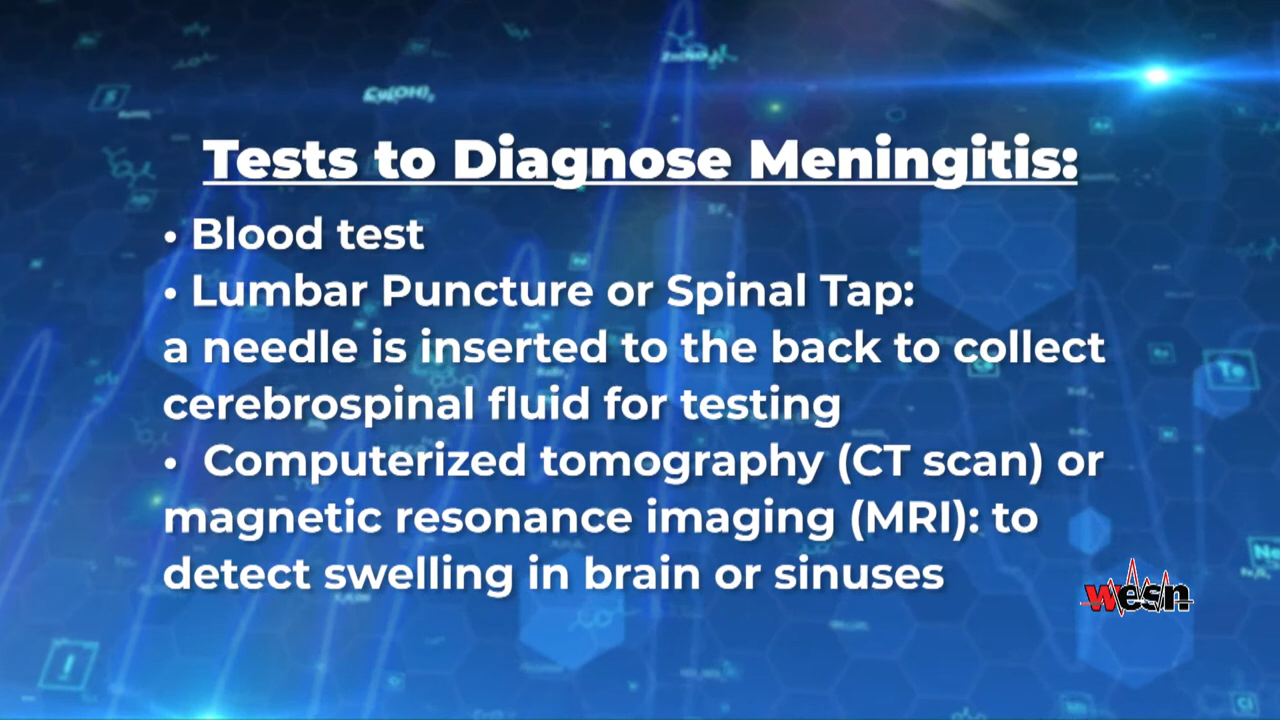 Tests to Diagnose Meningitis:
• Blood test
• Lumbar Puncture or Spinal Tap:
a needle is inserted to the back to collect
cerebrospinal fluid for testing
• Computerized tomography (CT scan) or
magnetic resonance imaging (MRI): to
detect swelling in brain or sinuses
wesn